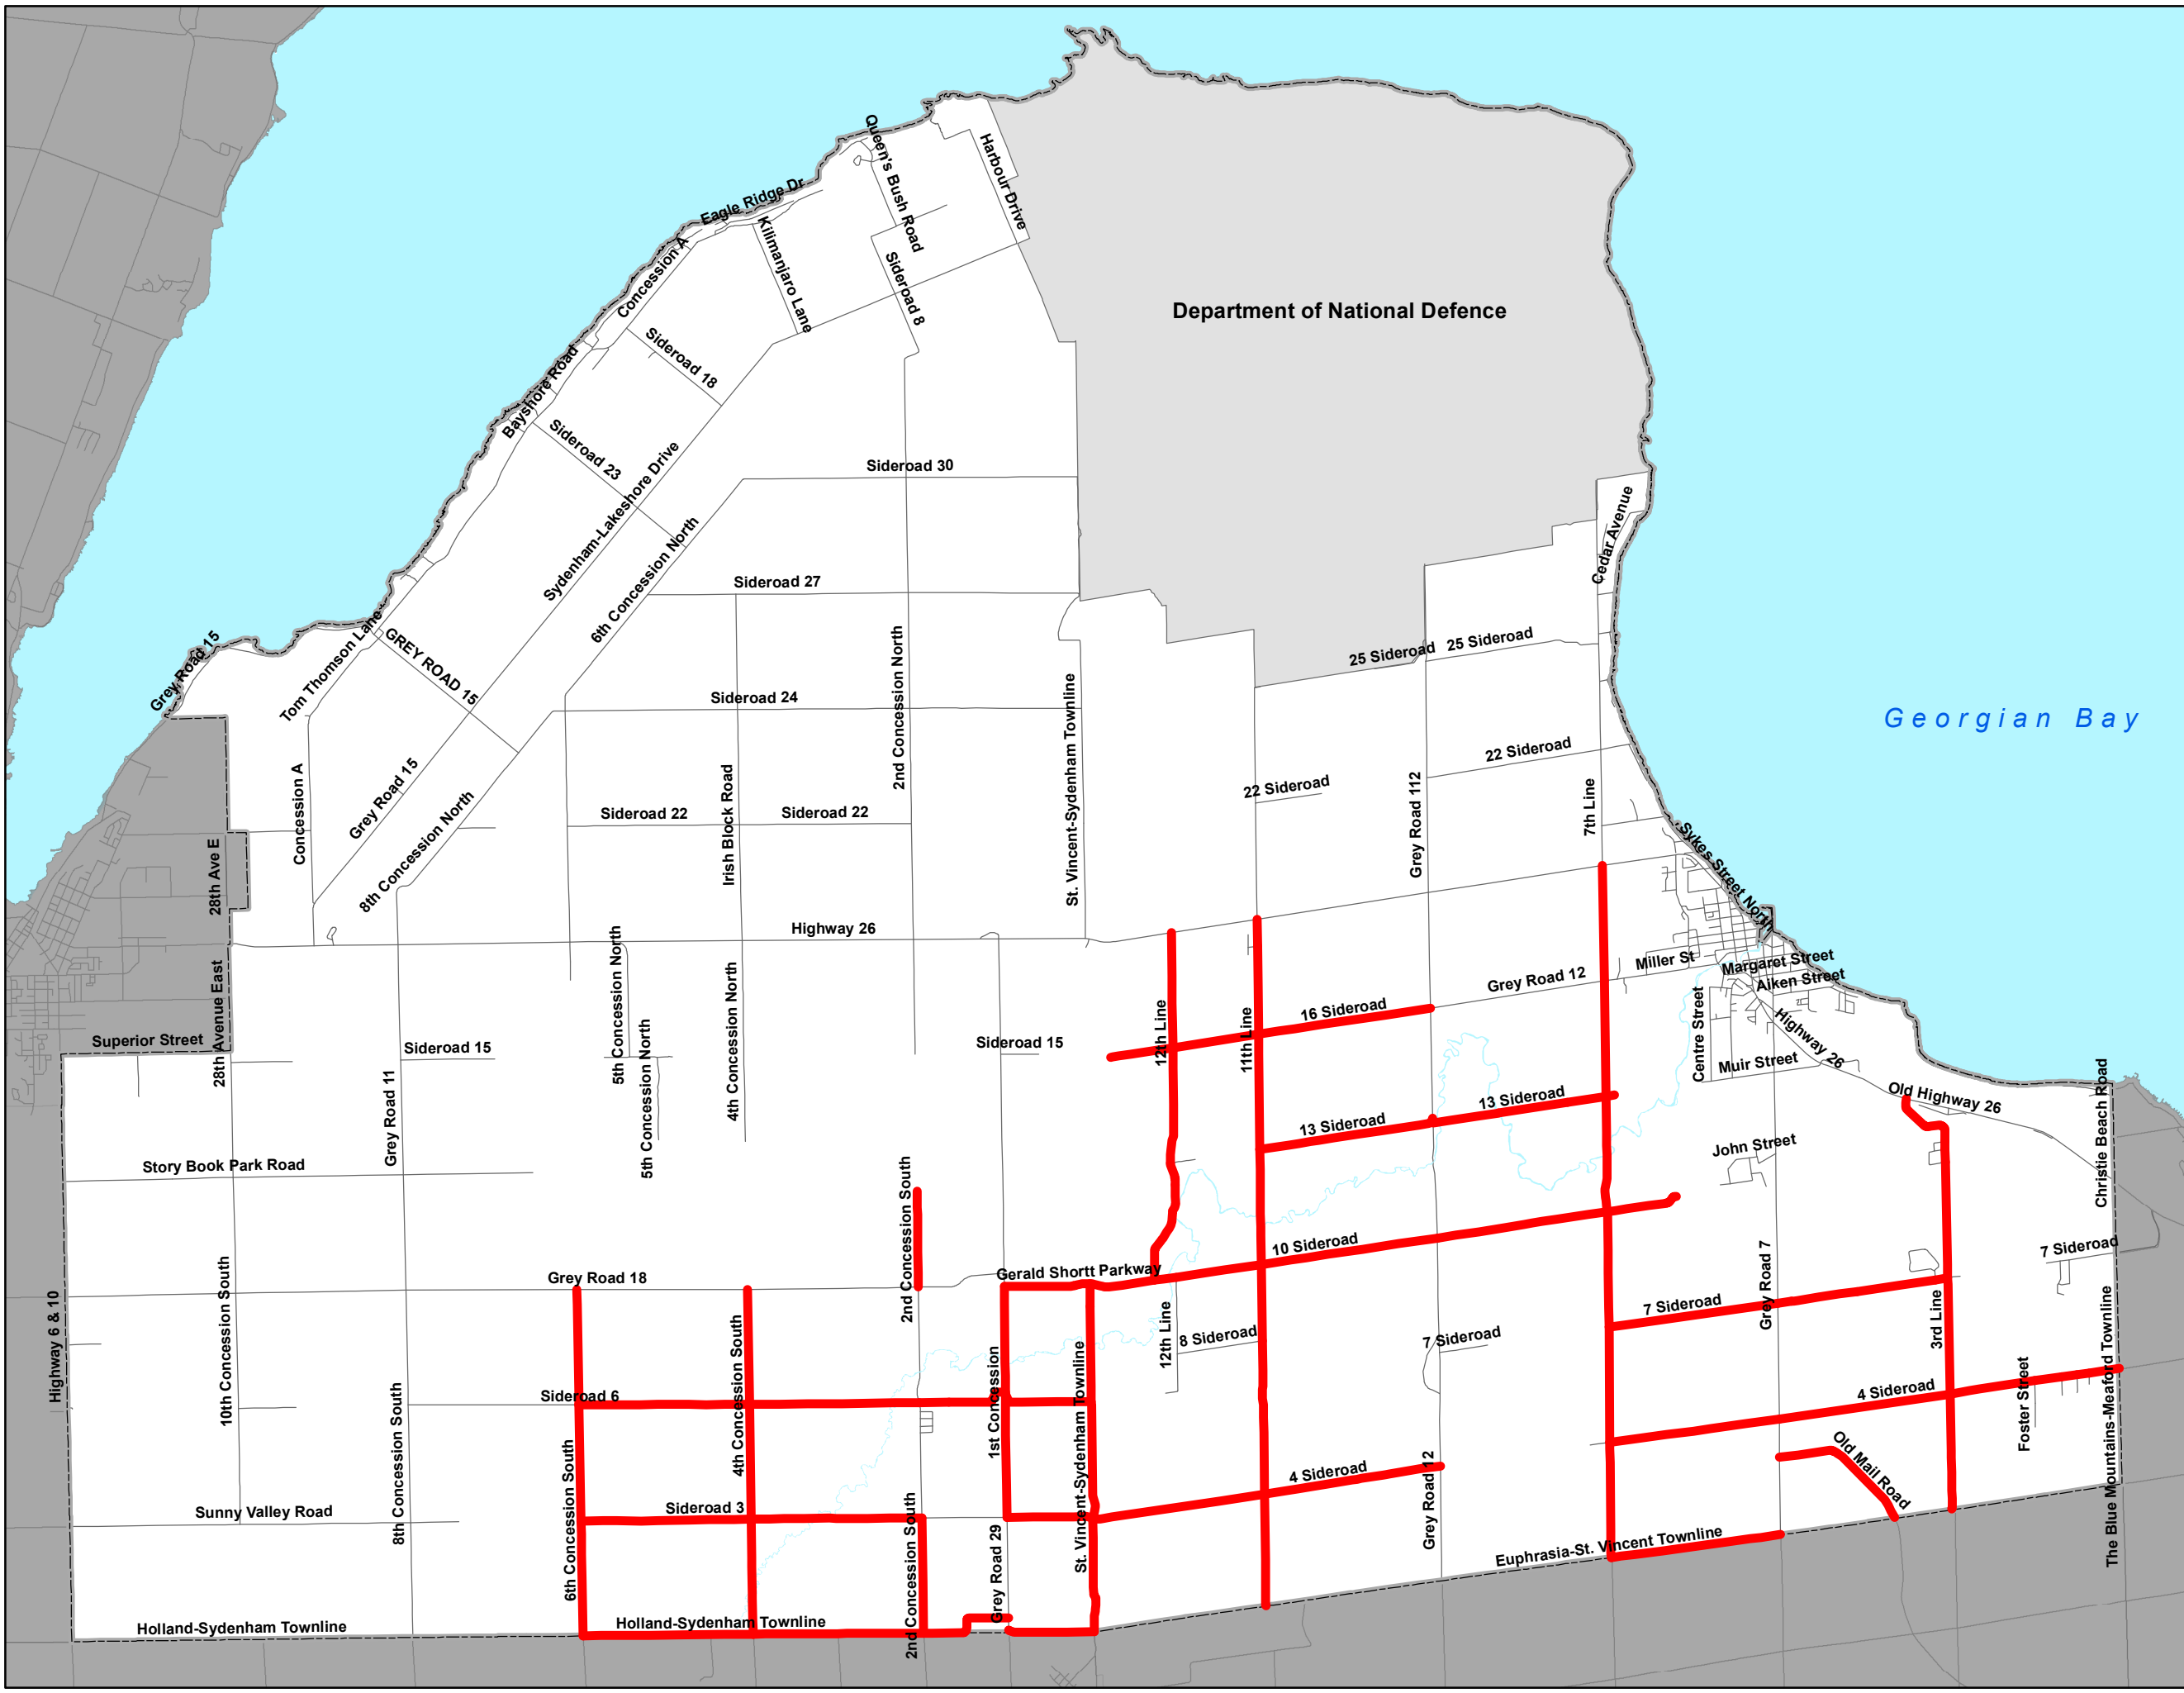 Queen's Bush Road
Harbour Drive
Eagle Ridge Dr
Kilimanjaro Lane
Concession A
Sideroad 8
Department of National Defence
Sideroad 18
Bayshore Road
Sideroad 23
Sydenham-Lakeshore Drive
Sideroad 30
6th Concession North
Cedar Avenue
Sideroad 27
Grey Road 15
Tom Thomson Lane
GREY ROAD 15
2nd Concession North
25 Sideroad
25 Sideroad
Sideroad 24
St. Vincent-Sydenham Townline
Georgian Bay
Concession A
Grey Road 15
8th Concession North
Irish Block Road
Sideroad 22
Sideroad 22
22 Sideroad
22 Sideroad
Grey Road 112
7th Line
28th Ave E
Sykes Street North
Highway 26
5th Concession North
4th Concession North
28th Avenue East
Superior Street
Sideroad 15
5th Concession North
Sideroad 15
12th Line
11th Line
16 Sideroad
Grey Road 12
Miller St
Margaret Street
Aiken Street
Centre Street
Highway 26
Muir Street
Old Highway 26
Christie Beach Road
Grey Road 11
Story Book Park Road
13 Sideroad
13 Sideroad
John Street
2nd Concession South
10 Sideroad
Grey Road 18
Gerald Shortt Parkway
10th Concession South
Highway 6 & 10
Grey Road 7
7 Sideroad
7 Sideroad
3rd Line
12th Line
8 Sideroad
7 Sideroad
4th Concession South
1st Concession
St. Vincent-Sydenham Townline
8th Concession South
Sideroad 6
4 Sideroad
Foster Street
The Blue Mountains-Meaford Townline
6th Concession South
Sideroad 3
Sunny Valley Road
4 Sideroad
Grey Road 12
Old Mail Road
2nd Concession South
Grey Road 29
Euphrasia-St. Vincent Townline
Holland-Sydenham Townline
Holland-Sydenham Townline